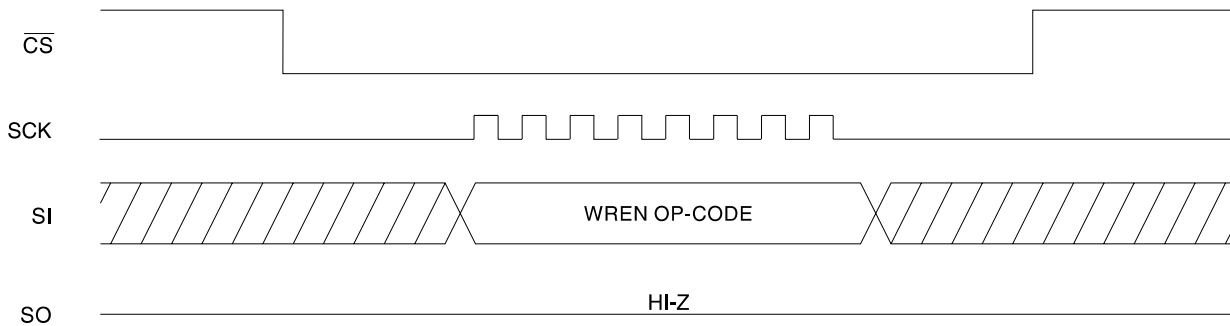 CS
SCK
SI
WREN OP-CODE
SO
HI-Z